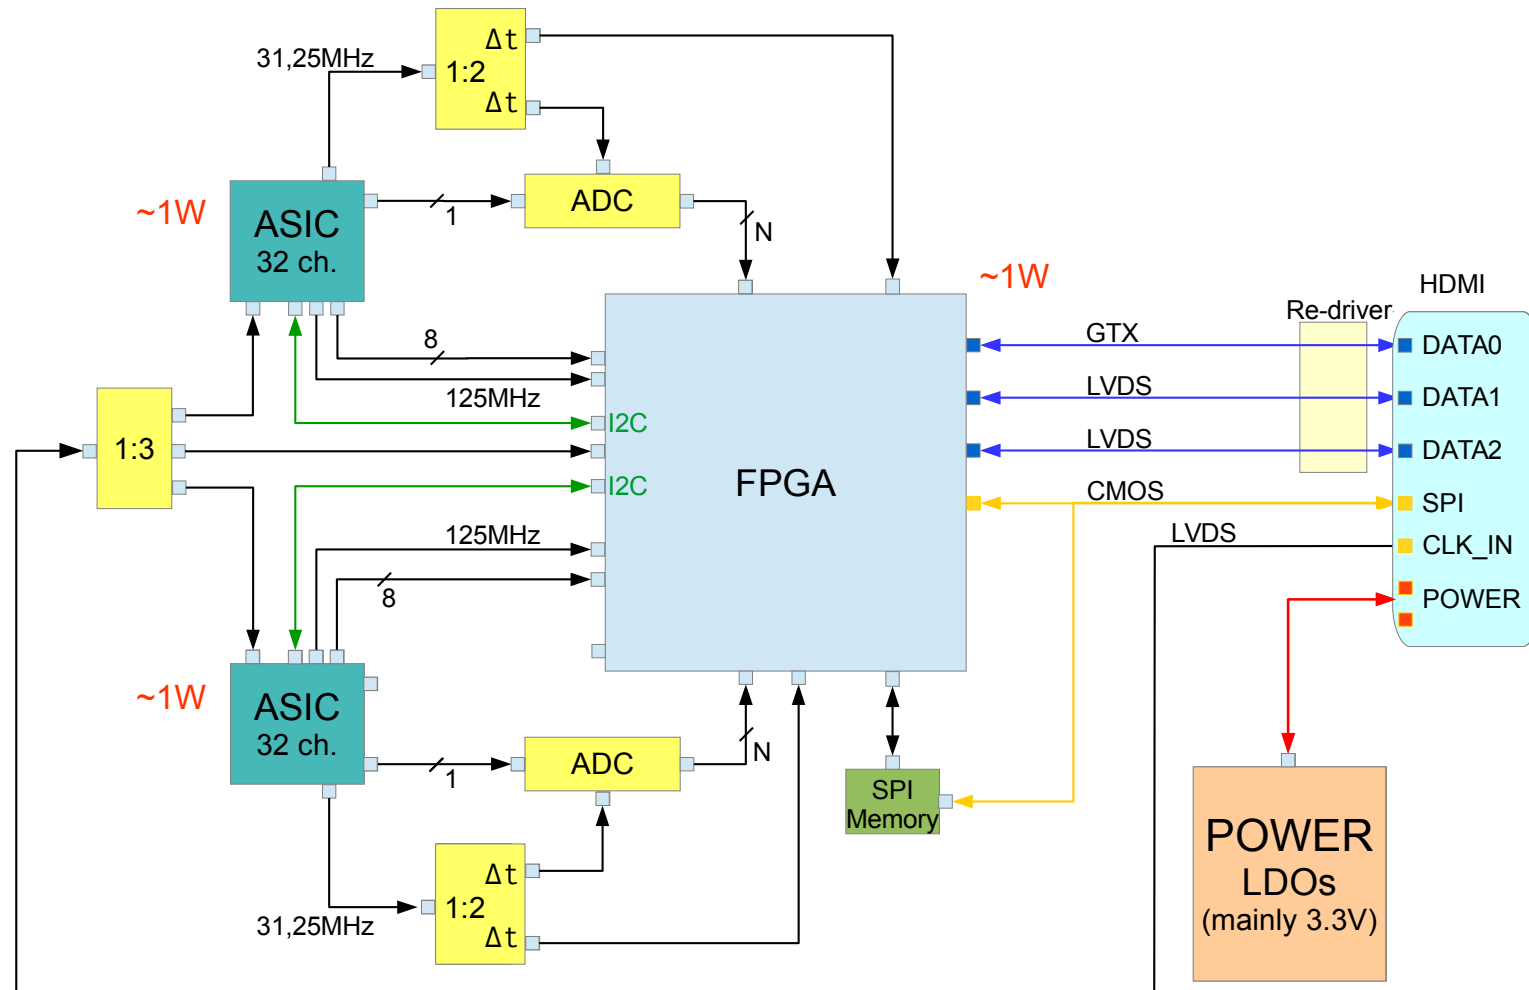 31,25MHz
Δt
1:2
Δt
~1W
ASIC
32 ch.
1
ADC
N
~1W
HDMI
Re-driver
8
125MHz
I2C
1:3
I2C
125MHz
8
FPGA
GTX
DATA0
LVDS
DATA1
LVDS
DATA2
CMOS
SPI
LVDS
CLK_IN
POWER
~1W
ASIC
32 ch.
1
ADC
N
SPI
Memory
31,25MHz
Δt
1:2
Δt
POWER
LDOs
(mainly 3.3V)